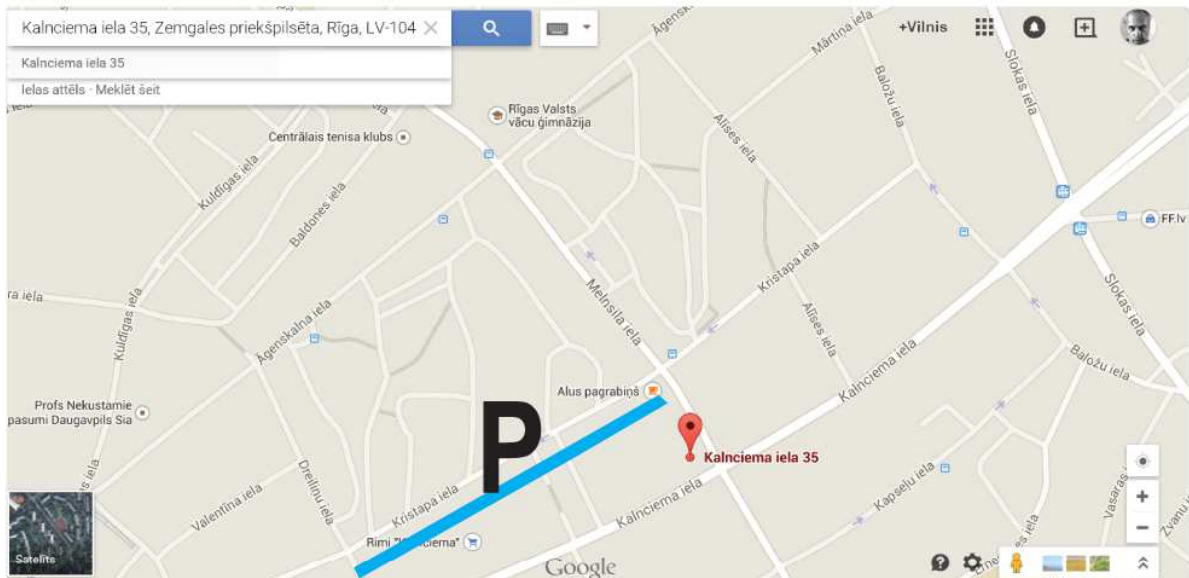 Kalnciema iela 35, Zemgales priekšpilsēta, Rīga, LV-104
Kalnciema iela 35
Ielas attēls · Meklēt šeit
+Vilnis
Āgensk
Mārtiņa iela
Baložu iela
Slokas iela
Rīgas Valsts
vācu ģimnāzija
Centrālais tenisa klubs
Alīses iela
Kuldīgas iela
Baldones iela
FF.lv
Kristapa iela
Melnsila iela
ra iela
Kuldīgas iela
Āgenskalna iela
Alīses iela
Slokas iela
Kalnciema iela
Baložu iela
Alus pagrabiņš
Profs Nekustamie
pasumi Daugavpils Sia
P
Kalnciema iela 35
Dreiliņu iela
Valentīna iela
Kristapa iela
Kalnciema iela
Kapseļu iela
Vasaras
Zvanu
Rimi "K nciema"
Satelīts
Google